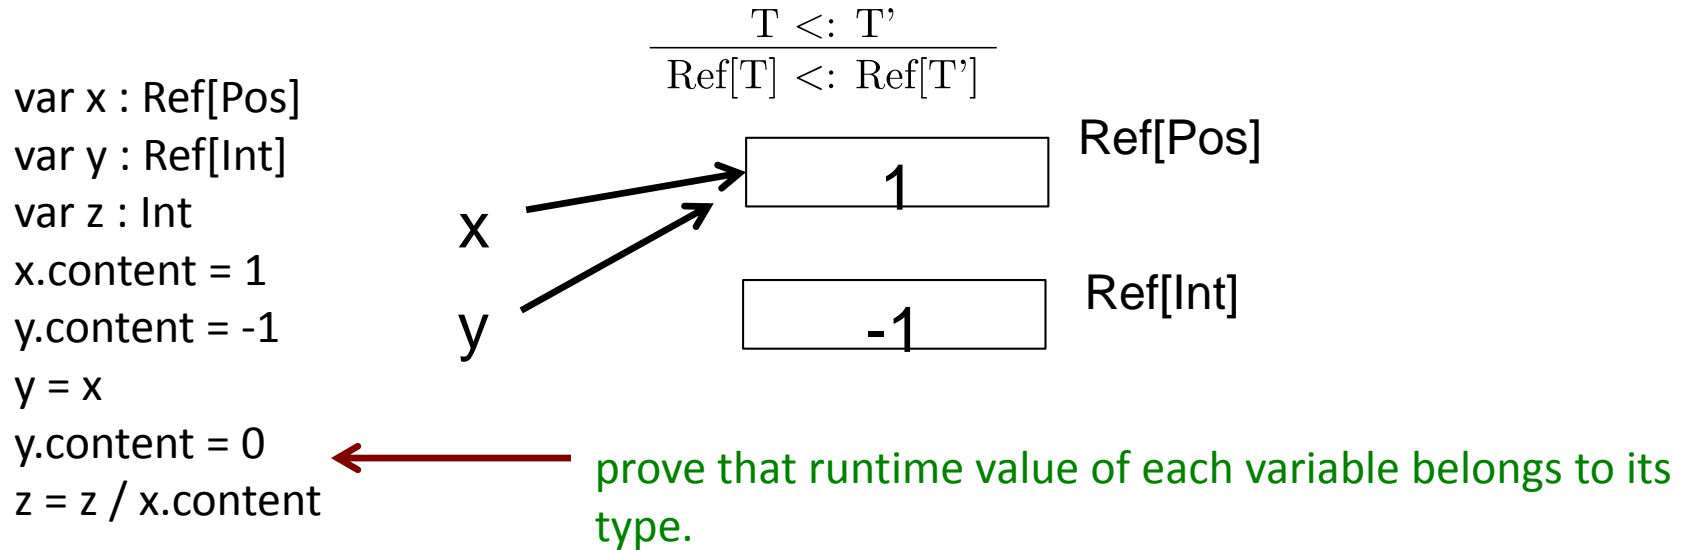 T <: T’
Ref[T] <: Ref[T’]
var x : Ref[Pos]
var y : Ref[Int]
var z : Int
x.content = 1
y.content = -1
y = x
y.content = 0
z = z / x.content
x
y
1
Ref[Pos]
-1
Ref[Int]
prove that runtime value of each variable belongs to its
type.